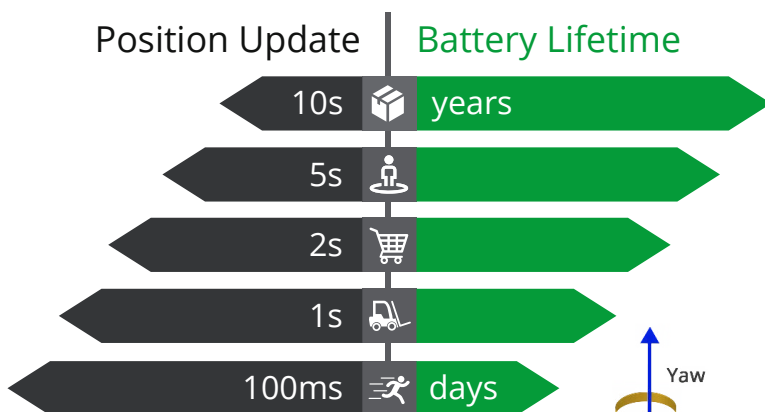 Position Update Battery Lifetime
10s years
5s
2s
1s
100ms days
Yaw